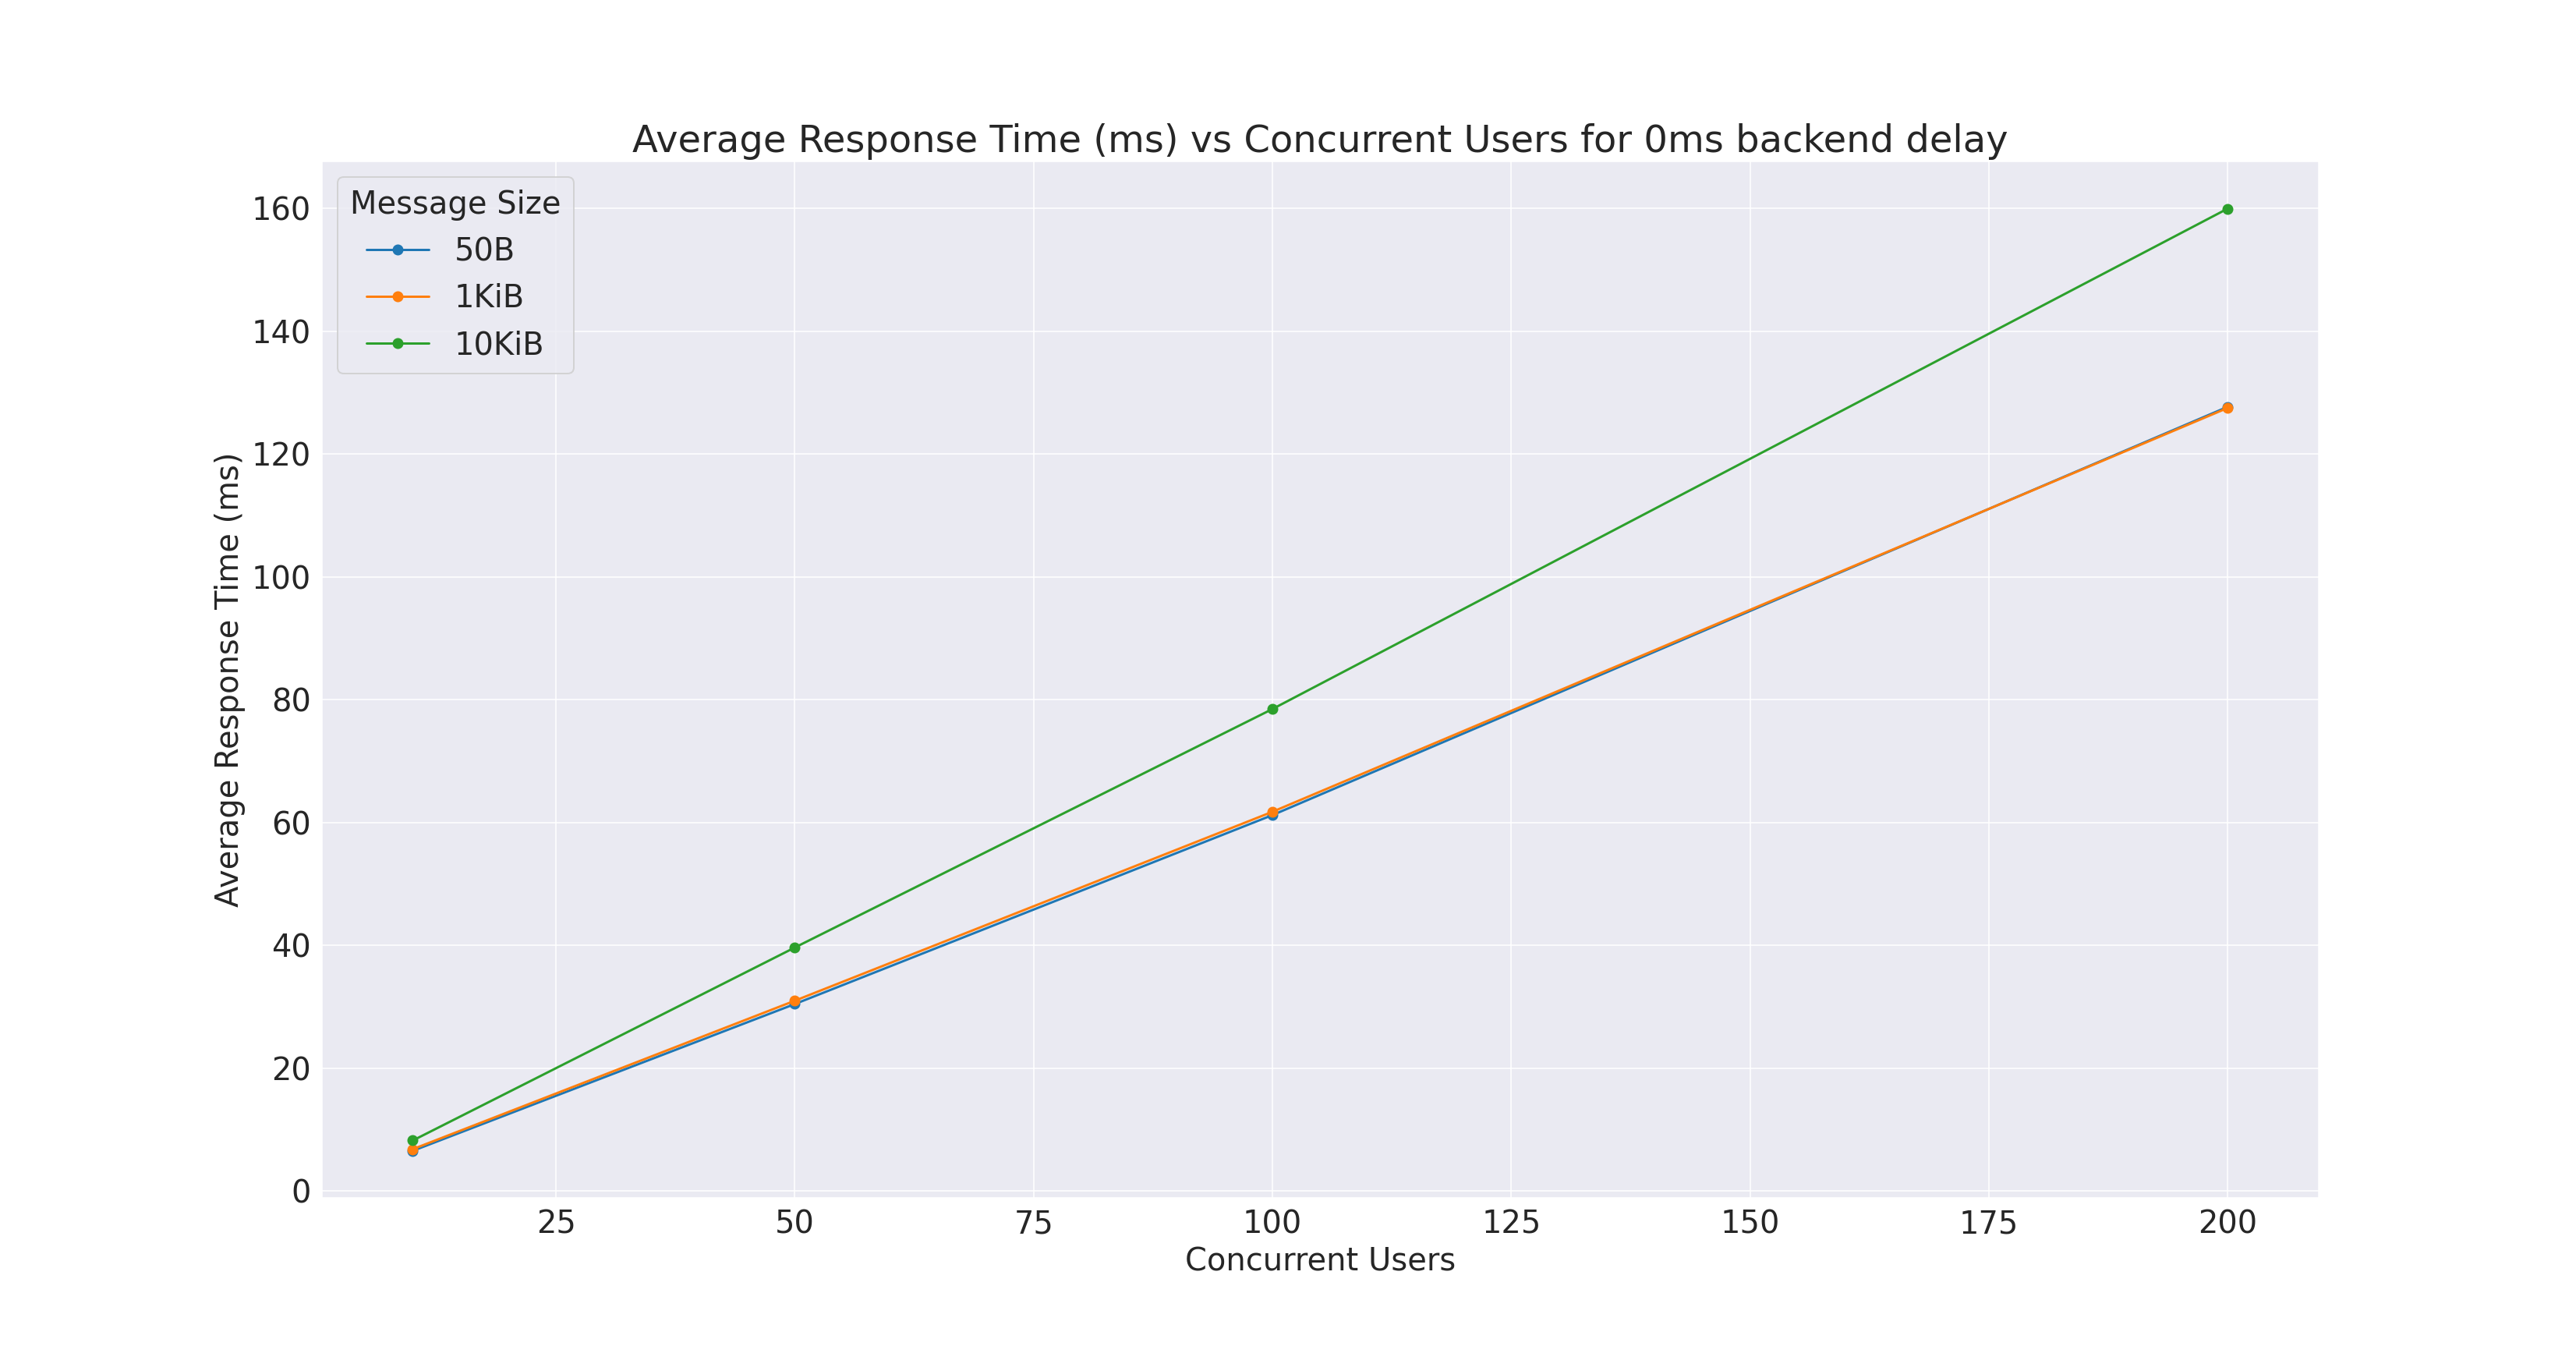 Average Response Time (ms) vs Concurrent Users for 0ms backend delay
Message Size
50B
1KiB
10KiB
Average Response Time (ms)
160
140
120
100
80
60
40
20
0
25 50 75 100 125 150 175 200
Concurrent Users